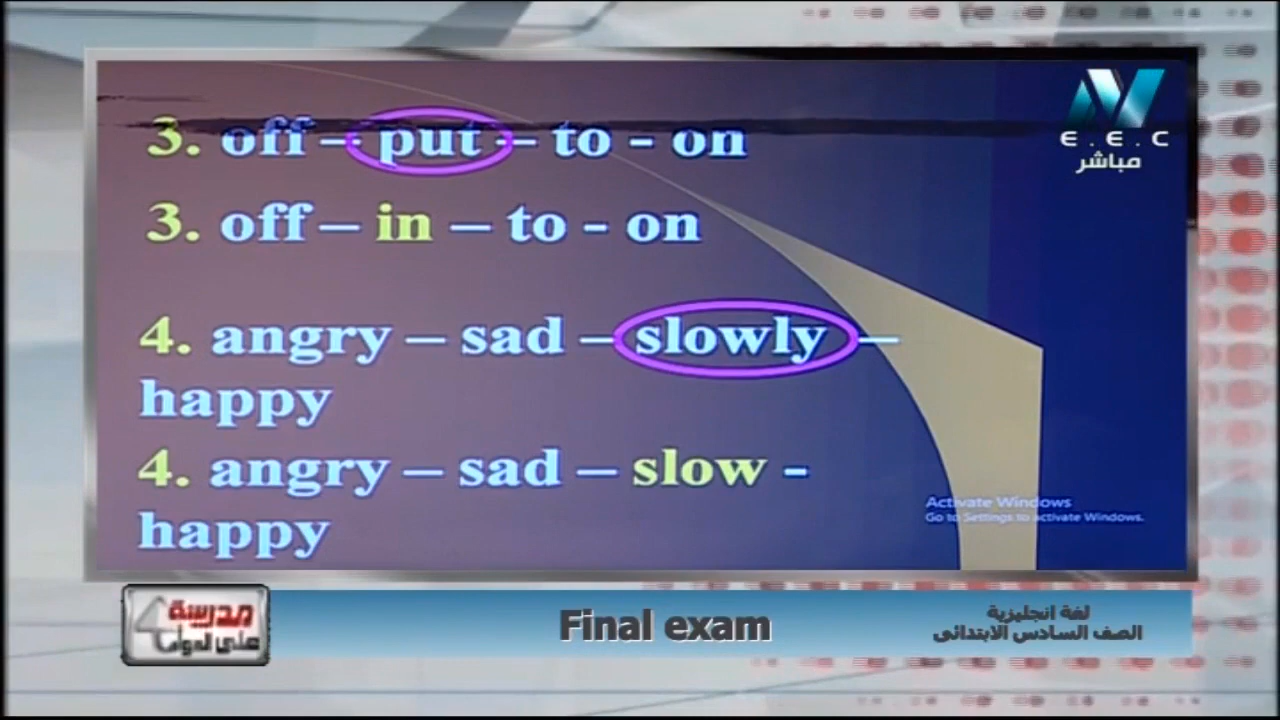 3. off – put – to - on
3. off – in – to - on
4. angry – sad – slowly –
happy
4. angry – sad – slow -
happy
E.E.C
مباشر
Activate Windows
Go to Settings to activate Windows.
مدرسة
على الهواء
Final exam
لغة إنجليزية
الصف السادس الابتدائى